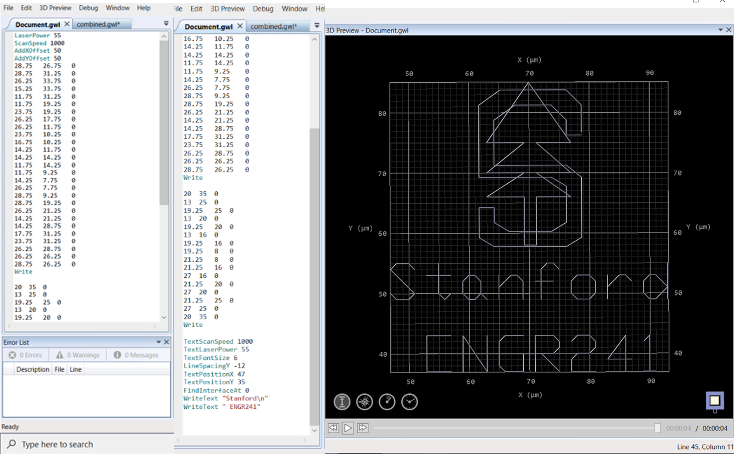 File Edit 3D Preview Debug Window Help
Document.gwl combined.gwl*
LaserPower 55
ScanSpeed 1000
AddXOffset 50
AddYOffset 50
28.75 26.75 0
28.75 31.25 0
26.25 33.75 0
15.25 33.75 0
11.75 31.25 0
11.75 19.25 0
23.75 19.25 0
26.25 17.75 0
26.25 11.75 0
23.75 10.25 0
16.75 10.25 0
14.25 11.75 0
14.25 14.25 0
11.75 14.25 0
11.75 9.25 0
14.25 7.75 0
26.25 7.75 0
28.75 9.25 0
28.75 19.25 0
26.25 21.25 0
14.25 21.25 0
14.25 28.75 0
17.75 31.25 0
23.75 31.25 0
26.25 28.75 0
26.25 26.25 0
28.75 26.25 0
Write
20 35 0
13 25 0
19.25 25 0
13 20 0
19.25 20 0
Error List
0 Errors 0 Warnings 0 Messages
Description File Line
Ready
Type here to search
ile Edit 3D Preview Debug Window Hel
Document.gwl combined.gwl*
16.75 10.25 0
14.25 11.75 0
14.25 14.25 0
11.75 14.25 0
11.75 9.25 0
14.25 7.75 0
26.25 7.75 0
28.75 9.25 0
28.75 19.25 0
26.25 21.25 0
14.25 21.25 0
14.25 28.75 0
17.75 31.25 0
23.75 31.25 0
26.25 28.75 0
26.25 26.25 0
28.75 26.25 0
Write
20 35 0
13 25 0
19.25 25 0
13 20 0
19.25 20 0
13 16 0
19.25 16 0
19.25 8 0
21.25 8 0
21.25 16 0
27 16 0
21.25 20 0
27 20 0
21.25 25 0
27 25 0
20 35 0
Write
TextScanSpeed 1000
TextLaserPower 55
TextFontSize 6
LineSpacingY -12
TextPositionX 47
TextPositionY 35
FindInterfaceAt 0
WriteText "Stanford\n"
WriteText " ENGR241"
3D Preview - Document.gwl
X (µm)
50 60 70 80 90
80 80
70 70
Y (µm) 60 60 Y (µm)
50 50
40 40
50 60 70 80 90
X (µm)
00:00:04 / 00:00:04
Line 45, Column 11